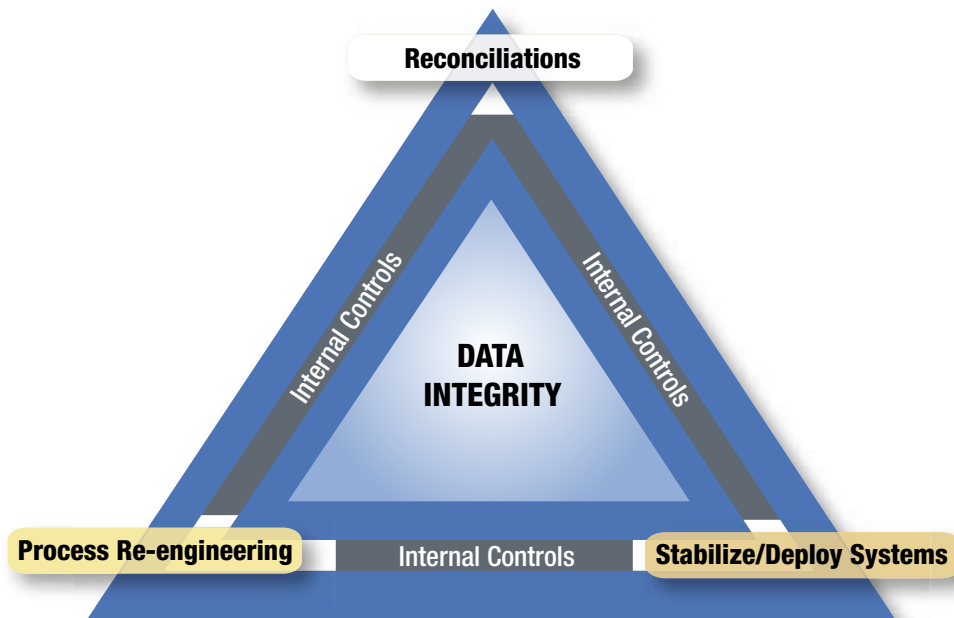 Reconciliations
Internal Controls
Internal Controls
DATA
INTEGRITY
Process Re-engineering
Internal Controls
Stabilize/Deploy Systems